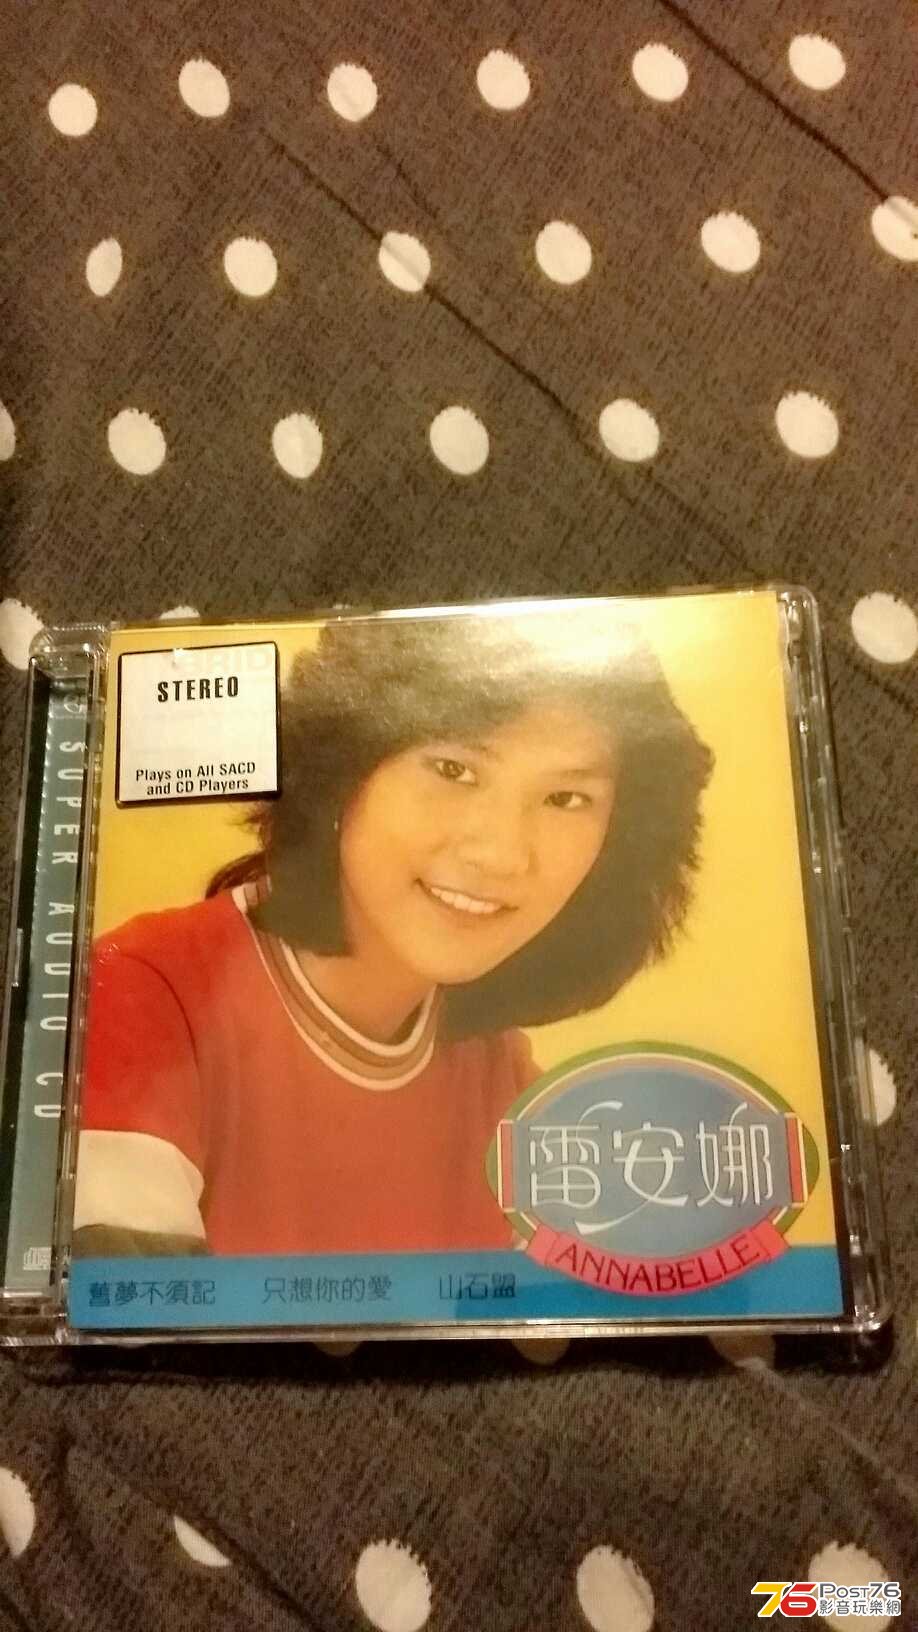 STEREO
Plays on All SACD
and CD Players
SUPER AUDIO CD
雷安娜
ANNABELLE
舊夢不須記 只想你的愛 山石盟
76 POST76
影音玩樂網